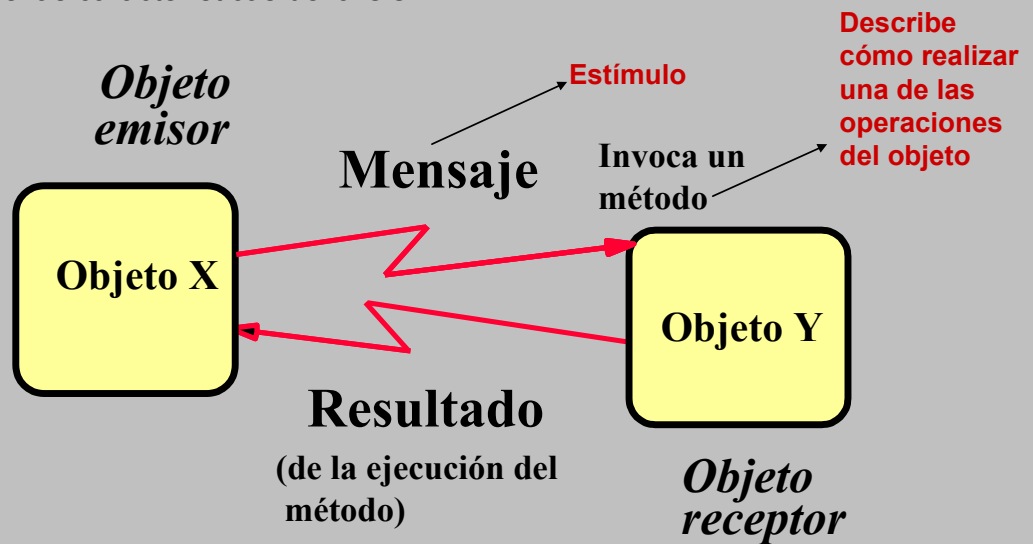 Describe
cómo realizar
una de las
operaciones
del objeto
Objeto
emisor
Estímulo
Mensaje
Invoca un
método
Objeto X
Objeto Y
Resultado
(de la ejecución del
método)
Objeto
receptor